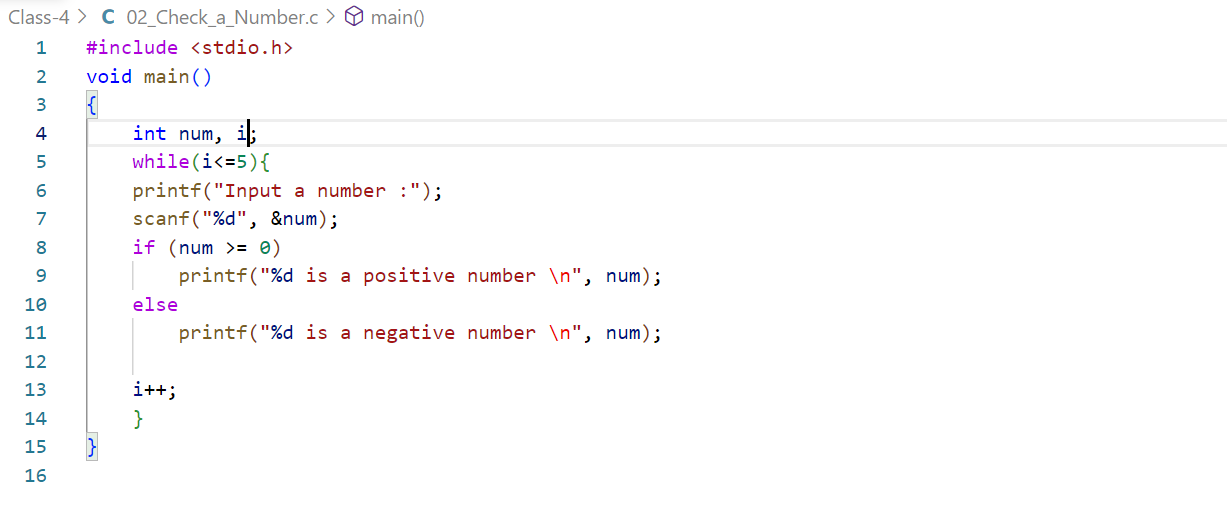 Class-4 > C 02_Check_a_Number.c > main()
1 #include <stdio.h>
2 void main()
3 {
4     int num, i;
5     while(i<=5){
6     printf("Input a number :");
7     scanf("%d", &num);
8     if (num >= 0)
9         printf("%d is a positive number \n", num);
10     else
11         printf("%d is a negative number \n", num);
12
13     i++;
14     }
15 }
16